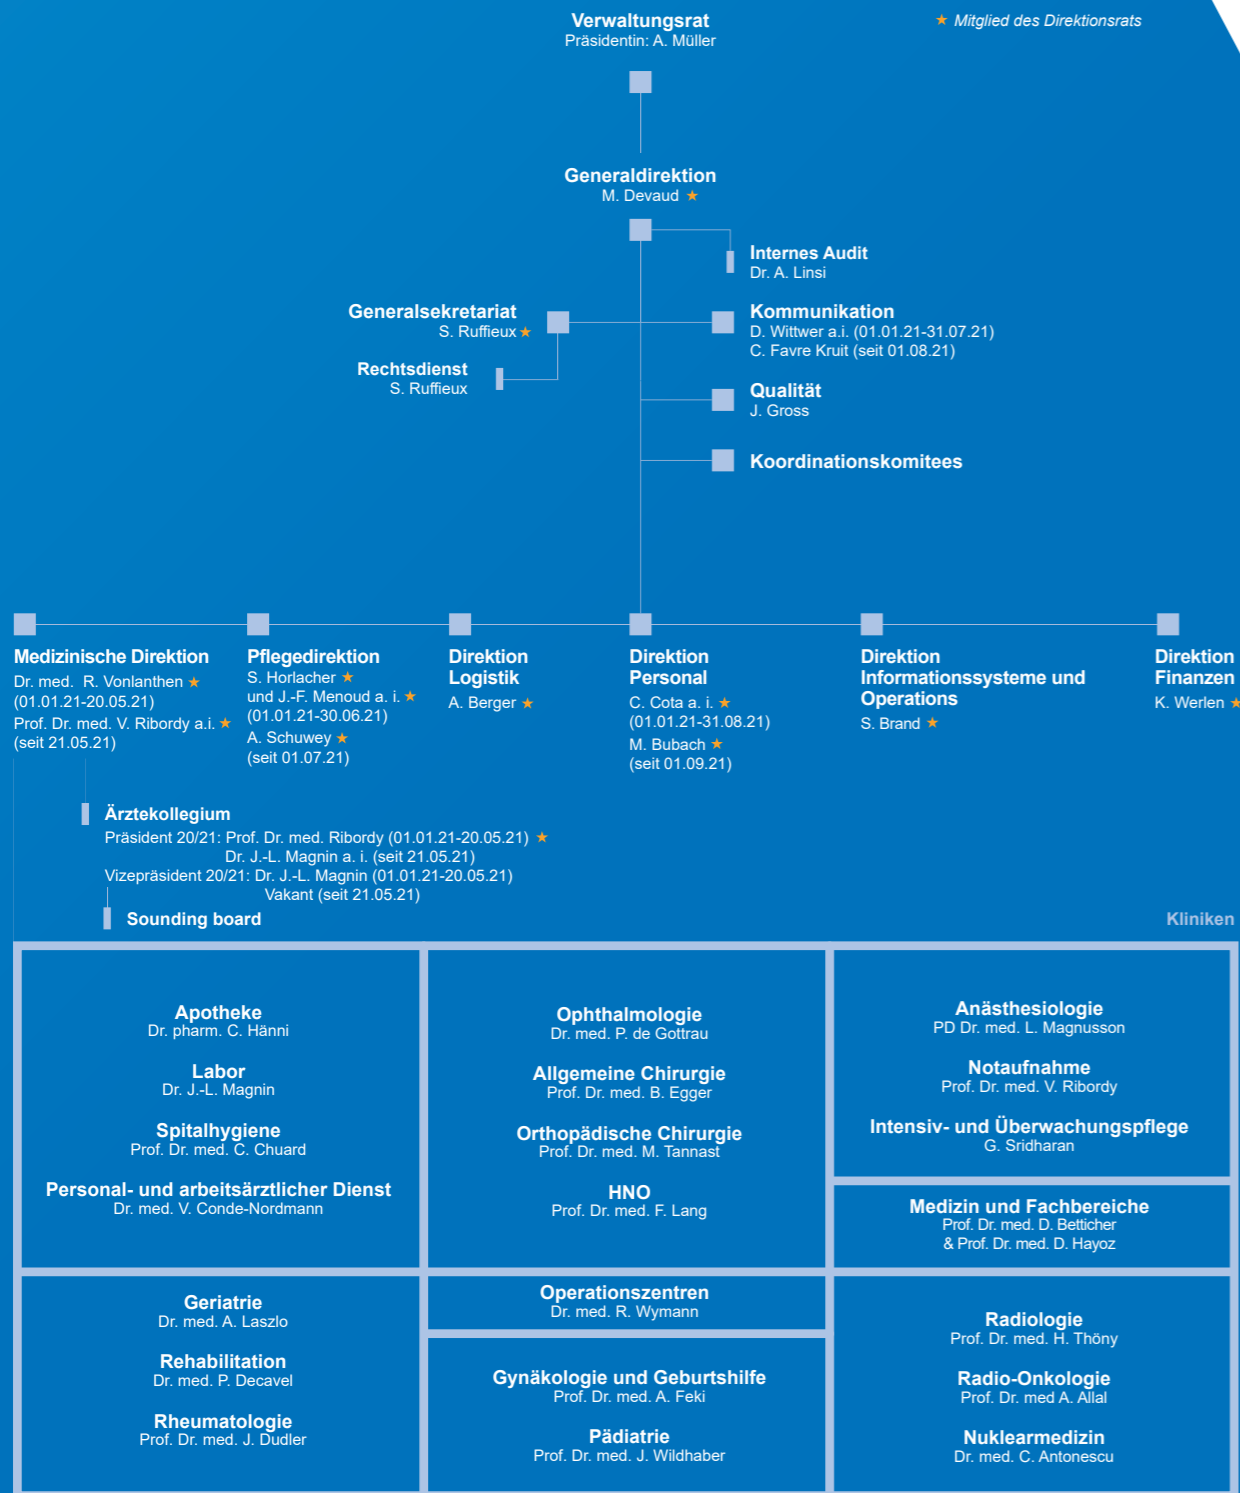 Verwaltungsrat
Präsidentin: A. Müller
★ Mitglied des Direktionsrats
Generaldirektion
M. Devaud ★
Internes Audit
Dr. A. Linsi
Generalsekretariat
S. Ruffieux ★
Kommunikation
D. Wittwer a.i. (01.01.21-31.07.21)
C. Favre Kruit (seit 01.08.21)
Rechtsdienst
S. Ruffieux
Qualität
J. Gross
Koordinationskomitees
Medizinische Direktion
Dr. med. R. Vonlanthen ★
(01.01.21-20.05.21)
Prof. Dr. med. V. Ribordy a.i. ★
(seit 21.05.21)
Pflegedirektion
S. Horlacher ★
und J.-F. Menoud a. i. ★
(01.01.21-30.06.21)
A. Schuwey ★
(seit 01.07.21)
Direktion
Logistik
A. Berger ★
Direktion
Personal
C. Cota a. i. ★
(01.01.21-31.08.21)
M. Bubach ★
(seit 01.09.21)
Direktion
Informationssysteme und
Operations
S. Brand ★
Direktion
Finanzen
K. Werlen ★
Ärztekollegium
Präsident 20/21: Prof. Dr. med. Ribordy (01.01.21-20.05.21) ★
Dr. J.-L. Magnin a. i. (seit 21.05.21)
Vizepräsident 20/21: Dr. J.-L. Magnin (01.01.21-20.05.21)
Vakant (seit 21.05.21)
Sounding board
Kliniken
Apotheke
Dr. pharm. C. Hänni
Labor
Dr. J.-L. Magnin
Spitalhygiene
Prof. Dr. med. C. Chuard
Personal- und arbeitsärztlicher Dienst
Dr. med. V. Conde-Nordmann
Ophthalmologie
Dr. med. P. de Gottrau
Allgemeine Chirurgie
Prof. Dr. med. B. Egger
Orthopädische Chirurgie
Prof. Dr. med. M. Tannast
HNO
Prof. Dr. med. F. Lang
Anästhesiologie
PD Dr. med. L. Magnusson
Notaufnahme
Prof. Dr. med. V. Ribordy
Intensiv- und Überwachungspflege
G. Sridharan
Medizin und Fachbereiche
Prof. Dr. med. D. Betticher
& Prof. Dr. med. D. Hayoz
Geriatrie
Dr. med. A. Laszlo
Rehabilitation
Dr. med. P. Decavel
Rheumatologie
Prof. Dr. med. J. Dudler
Operationszentren
Dr. med. R. Wymann
Gynäkologie und Geburtshilfe
Prof. Dr. med. A. Feki
Pädiatrie
Prof. Dr. med. J. Wildhaber
Radiologie
Prof. Dr. med. H. Thöny
Radio-Onkologie
Prof. Dr. med A. Allal
Nuklearmedizin
Dr. med. C. Antonescu